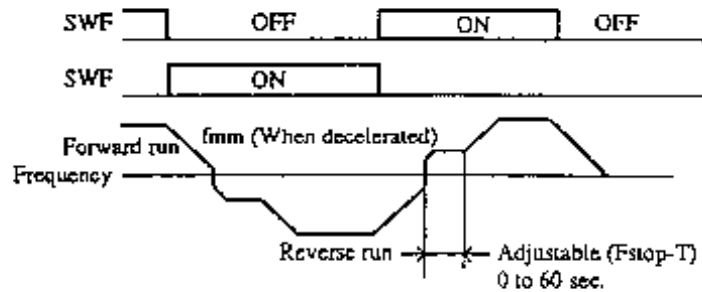 SWF OFF ON OFF
SWF ON
fmm (When decelerated)
Forward run
Frequency
Reverse run Adjustable (Fstop-T)
0 to 60 sec.